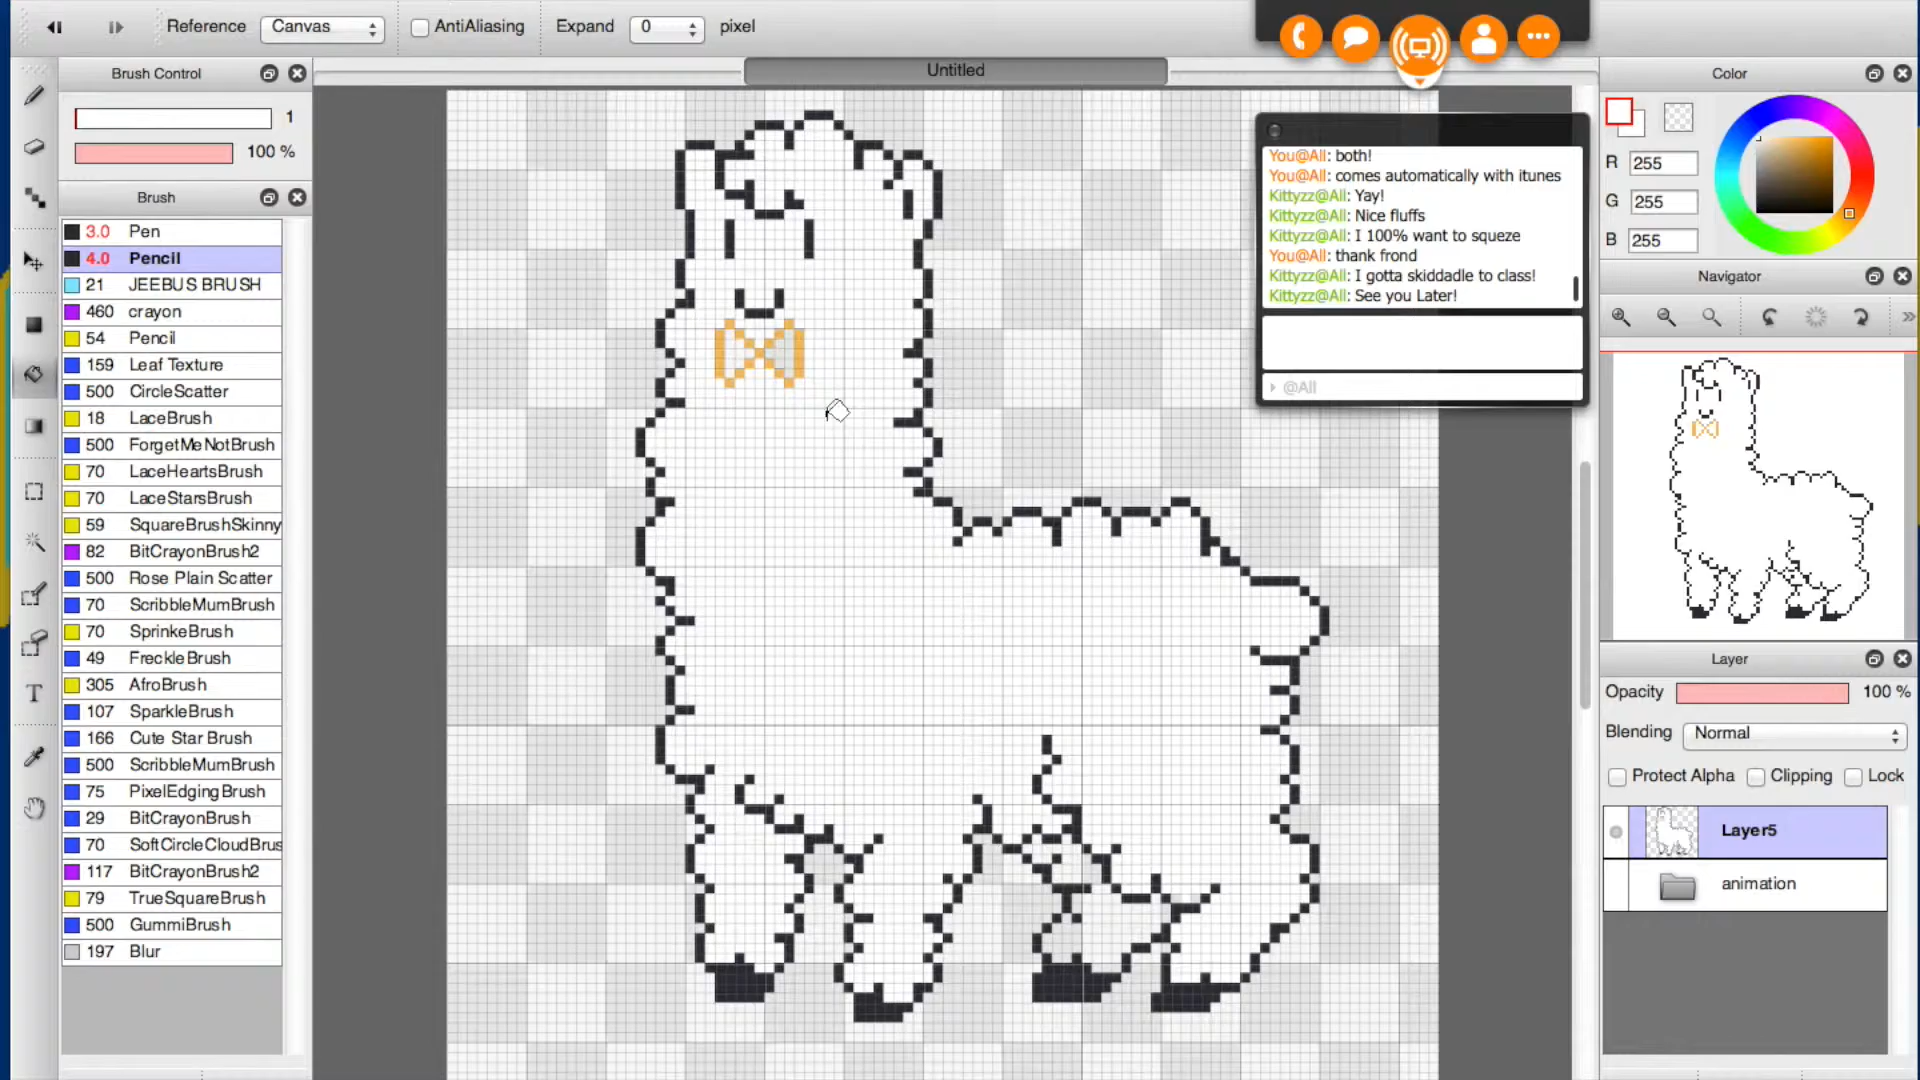 Reference Canvas AntiAliasing Expand 0 pixel
Untitled
Brush Control
1
100 %
Brush
3.0 Pen
4.0 Pencil
21 JEEBUS BRUSH
460 crayon
54 Pencil
159 Leaf Texture
500 CircleScatter
18 LaceBrush
500 ForgetMeNotBrush
70 LaceHeartsBrush
70 LaceStarsBrush
59 SquareBrushSkinny
82 BitCrayonBrush2
500 Rose Plain Scatter
70 ScribbleMumBrush
70 SprinkeBrush
49 FreckleBrush
305 AfroBrush
107 SparkleBrush
166 Cute Star Brush
500 ScribbleMumBrush
75 PixelEdgingBrush
29 BitCrayonBrush
70 SoftCircleCloudBrus
117 BitCrayonBrush2
79 TrueSquareBrush
500 GummiBrush
197 Blur
T
You@All: both!
You@All: comes automatically with itunes
Kittyzz@All: Yay!
Kittyzz@All: Nice fluffs
Kittyzz@All: I 100% want to squeze
You@All: thank frond
Kittyzz@All: I gotta skiddadle to class!
Kittyzz@All: See you Later!
@All
Color
R 255
G 255
B 255
Navigator
Layer
Opacity 100 %
Blending Normal
Protect Alpha Clipping Lock
Layer5
animation